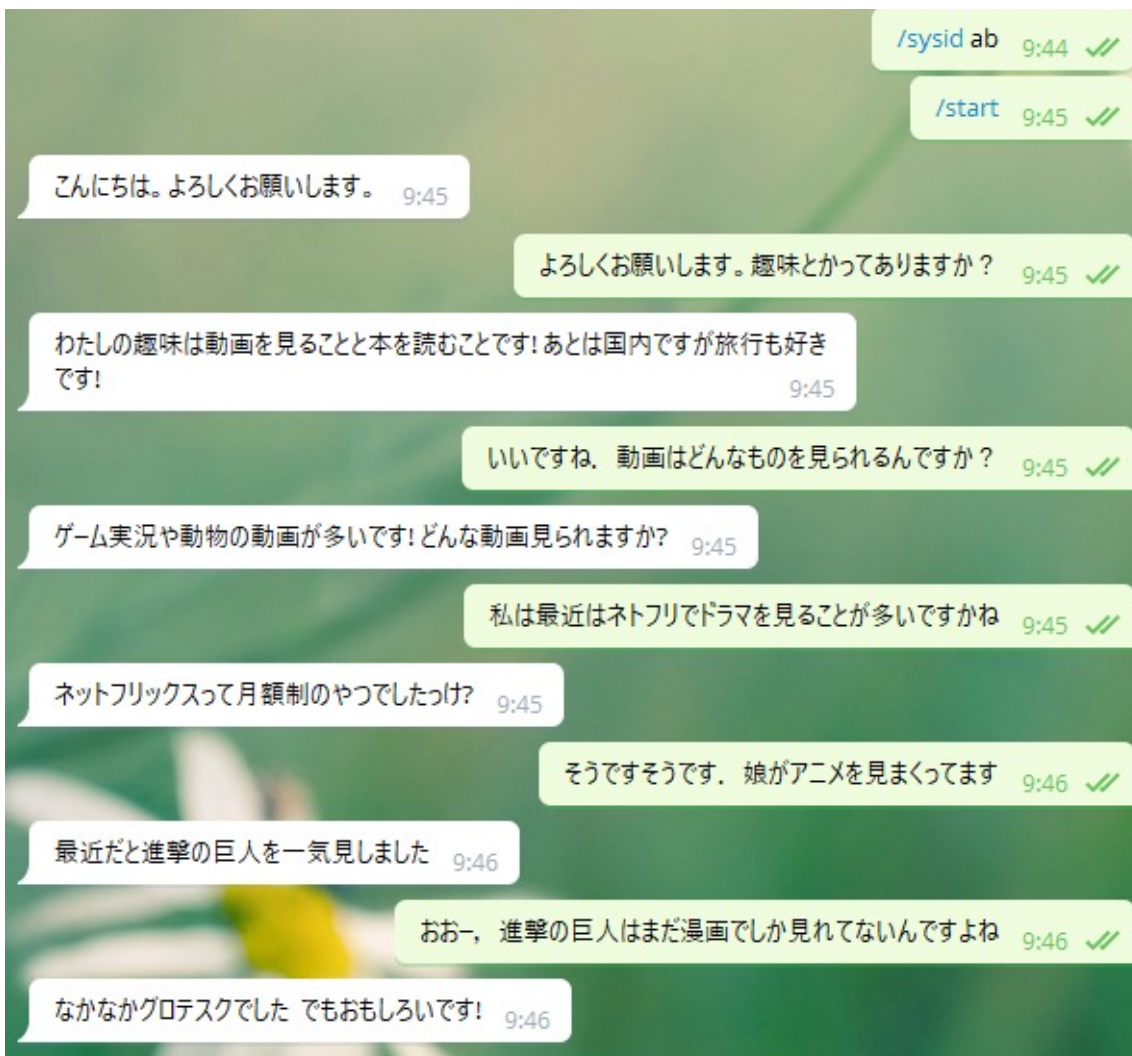 /sysid ab 9:44
/start 9:45
こんにちは。よろしくお願いします。 9:45
よろしくお願いします。趣味とかってありますか？ 9:45
わたしの趣味は動画を見ることと本を読むことです!あとは国内ですが旅行も好き
です! 9:45
いいですね．動画はどんなものを見られるんですか？ 9:45
ゲーム実況や動物の動画が多いです!どんな動画見られますか? 9:45
私は最近はネトフリでドラマを見ることが多いですかね 9:45
ネットフリックスって月額制のやつでしたっけ? 9:45
そうですそうです．娘がアニメを見まくってます 9:46
最近だと進撃の巨人を一気見しました 9:46
おおー，進撃の巨人はまだ漫画でしか見れてないんですよね 9:46
なかなかグロテスクでした でもおもしろいです! 9:46